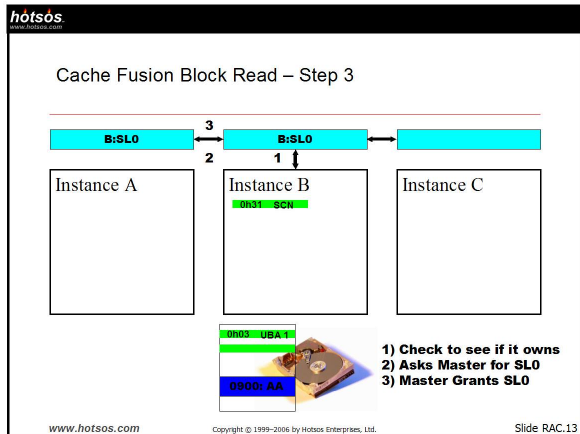 hotsos
www.hotsos.com
Cache Fusion Block Read – Step 3
3
B:SL0
B:SL0
2
1
Instance A
Instance B
Instance C
0h31 SCN
0h03 UBA 1
0900: AA
1) Check to see if it owns
2) Asks Master for SL0
3) Master Grants SL0
www.hotsos.com
Copyright © 1999–2006 by Hotsos Enterprises, Ltd.
Slide RAC.13